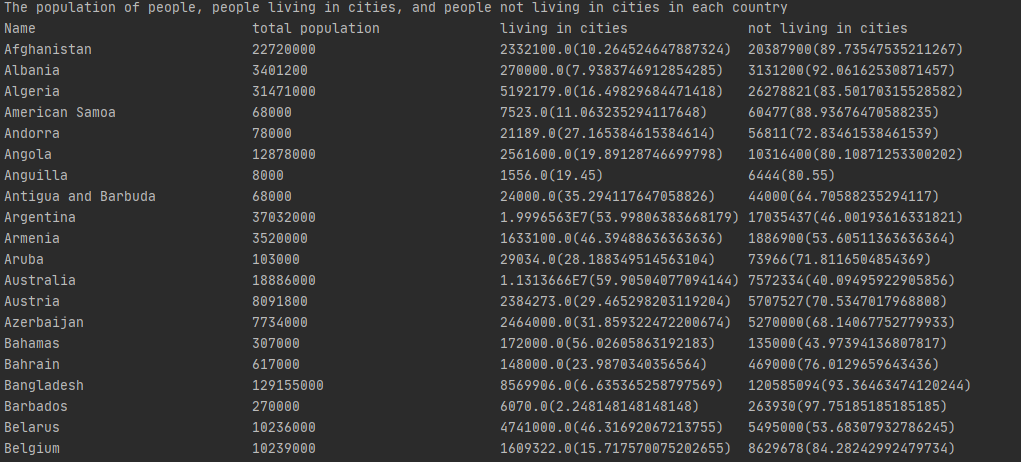 The population of people, people living in cities, and people not living in cities in each country
Name total population living in cities not living in cities
Afghanistan 22720000 2332100.0(10.264524647887324) 20387900(89.73547535211267)
Albania 3401200 270000.0(7.9383746912854285) 3131200(92.06162530871457)
Algeria 31471000 5192179.0(16.49829684471418) 26278821(83.50170315528582)
American Samoa 68000 7523.0(11.063235294117648) 60477(88.93676470588235)
Andorra 78000 21189.0(27.165384615384614) 56811(72.83461538461539)
Angola 12878000 2561600.0(19.89128746699798) 10316400(80.10871253300202)
Anguilla 8000 1556.0(19.45) 6444(80.55)
Antigua and Barbuda 68000 24000.0(35.294117647058826) 44000(64.70588235294117)
Argentina 37032000 1.9996563E7(53.99806383668179) 17035437(46.00193616331821)
Armenia 3520000 1633100.0(46.39488636363636) 1886900(53.60511363636364)
Aruba 103000 29034.0(28.188349514563104) 73966(71.8116504854369)
Australia 18886000 1.1313666E7(59.90504077094144) 7572334(40.09495922905856)
Austria 8091800 2384273.0(29.465298203119204) 5707527(70.5347017968808)
Azerbaijan 7734000 2464000.0(31.859322472200674) 5270000(68.14067752779933)
Bahamas 307000 172000.0(56.02605863192183) 135000(43.97394136807817)
Bahrain 617000 148000.0(23.9870340356564) 469000(76.0129659643436)
Bangladesh 129155000 8569906.0(6.635365258797569) 120585094(93.36463474120244)
Barbados 270000 6070.0(2.248148148148148) 263930(97.75185185185185)
Belarus 10236000 4741000.0(46.31692067213755) 5495000(53.68307932786245)
Belgium 10239000 1609322.0(15.717570075202655) 8629678(84.28242992479734)